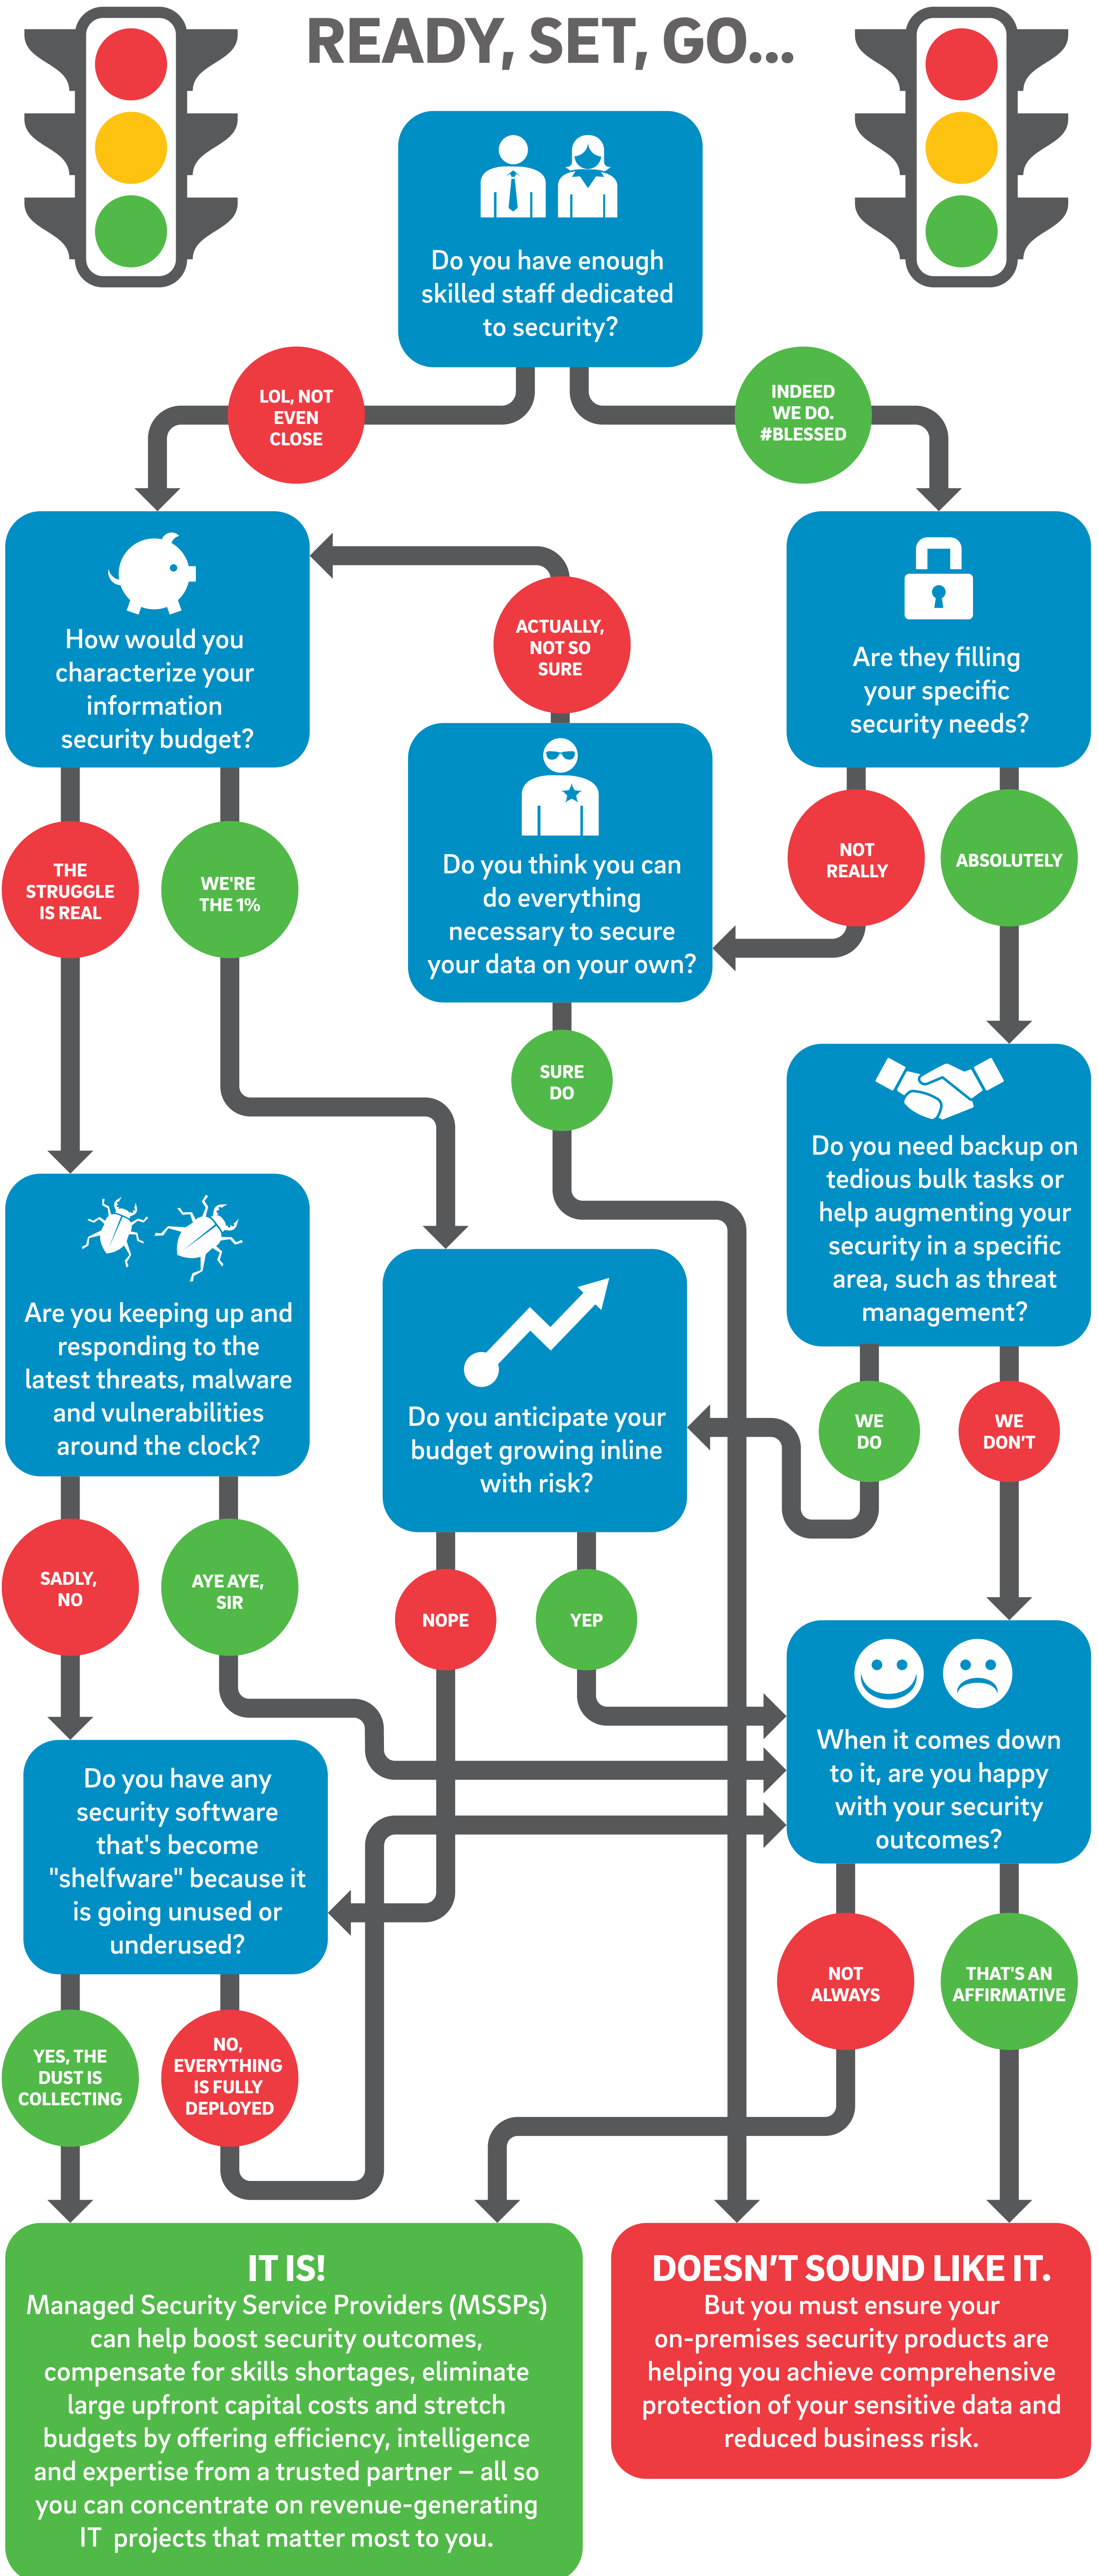 READY, SET, GO...
Do you have enough
skilled staff dedicated
to security?
LOL, NOT
EVEN
CLOSE
INDEED
WE DO.
#BLESSED
How would you
characterize your
information
security budget?
ACTUALLY,
NOT SO
SURE
Are they filling
your specific
security needs?
THE
STRUGGLE
IS REAL
WE'RE
THE 1%
Do you think you can
do everything
necessary to secure
your data on your own?
NOT
REALLY
ABSOLUTELY
SURE
DO
Do you need backup on
tedious bulk tasks or
help augmenting your
security in a specific
area, such as threat
management?
Are you keeping up and
responding to the
latest threats, malware
and vulnerabilities
around the clock?
Do you anticipate your
budget growing inline
with risk?
WE
DO
WE
DON'T
SADLY,
NO
AYE AYE,
SIR
NOPE
YEP
When it comes down
to it, are you happy
with your security
outcomes?
Do you have any
security software
that's become
"shelfware" because it
is going unused or
underused?
NOT
ALWAYS
THAT'S AN
AFFIRMATIVE
YES, THE
DUST IS
COLLECTING
NO,
EVERYTHING
IS FULLY
DEPLOYED
IT IS!
Managed Security Service Providers (MSSPs)
can help boost security outcomes,
compensate for skills shortages, eliminate
large upfront capital costs and stretch
budgets by offering efficiency, intelligence
and expertise from a trusted partner – all so
you can concentrate on revenue-generating
IT projects that matter most to you.
DOESN'T SOUND LIKE IT.
But you must ensure your
on-premises security products are
helping you achieve comprehensive
protection of your sensitive data and
reduced business risk.